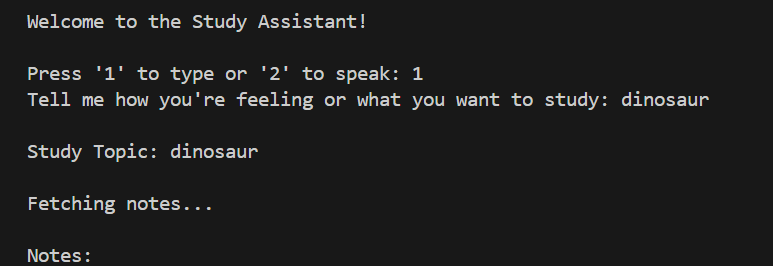 Welcome to the Study Assistant!
Press '1' to type or '2' to speak: 1
Tell me how you're feeling or what you want to study: dinosaur
Study Topic: dinosaur
Fetching notes...
Notes: